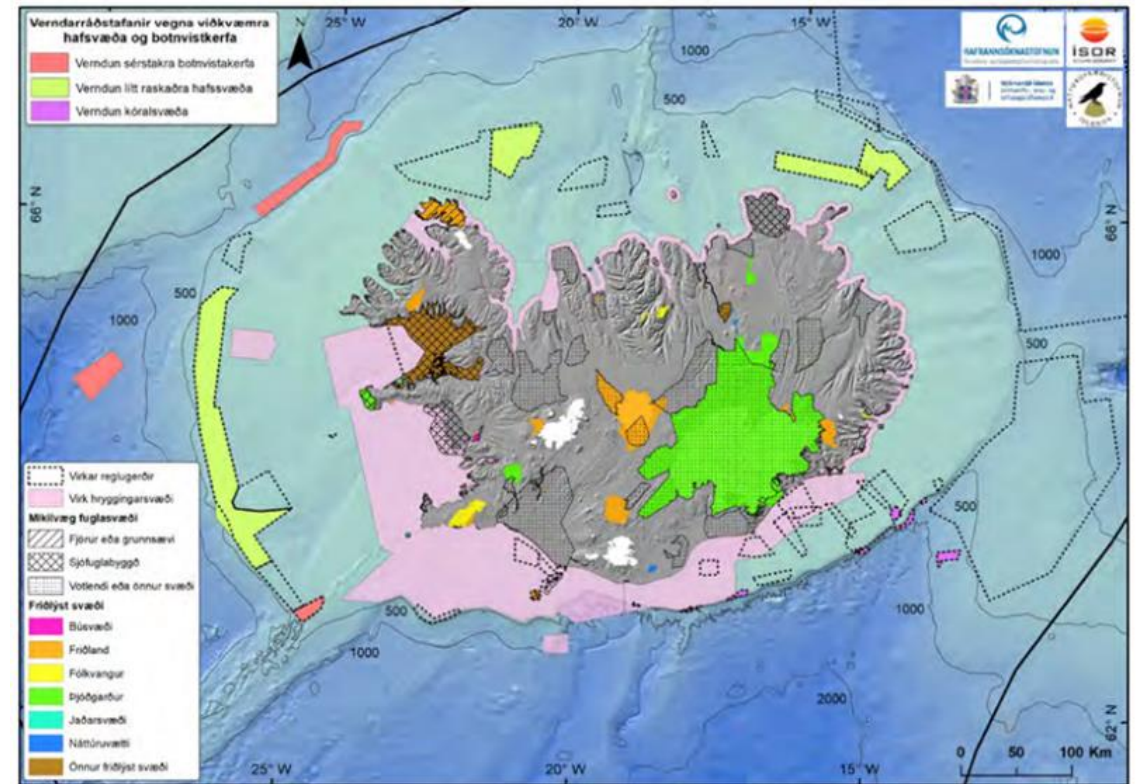 Verndarráðstafanir vegna viðkvæmra
hafsvæða og botnvistkerfa
Verndun sérstakra botnvistakerfa
Verndun lítt raskaðra hafssvæða
Verndun kóralsvæða
N
25° W
20° W
15° W
1000
500
HAFRANNSÓKNASTOFNUN
ÍSOR
NÁTTÚRUFRÆÐISTOFNUN ÍSLANDS
66° N
66° N
1000
500
1000
500
500
1000
500
1000
2000
62° N
Virkar reglugerðir
Virk hryggingarsvæði
Mikilvæg fuglasvæði
Fjörur eða grunnsævi
Sjófuglabyggð
Votlendi eða önnur svæði
Friðlýst svæði
Búsvæði
Friðland
Fólkvangur
Þjóðgarður
Jaðarsvæði
Náttúruvætti
Önnur friðlýst svæði
0 50 100 Km
25° W
20° W
15° W